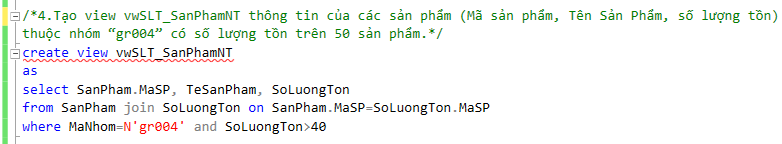 /*4.Tạo view vwSLT_SanPhamNT thông tin của các sản phẩm (Mã sản phẩm, Tên Sản Phẩm, số lượng tồn)
thuộc nhóm “gr004” có số lượng tồn trên 50 sản phẩm.*/
create view vwSLT_SanPhamNT
as
select SanPham.MaSP, TeSanPham, SoLuongTon
from SanPham join SoLuongTon on SanPham.MaSP=SoLuongTon.MaSP
where MaNhom=N'gr004' and SoLuongTon>40